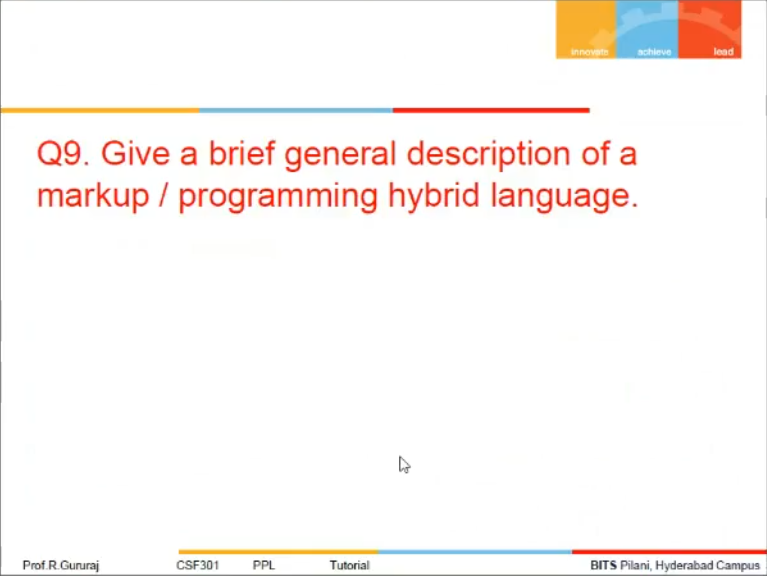 innovate achieve lead
Q9. Give a brief general description of a
markup / programming hybrid language.
Prof.R.Gururaj CSF301 PPL Tutorial BITS Pilani, Hyderabad Campus